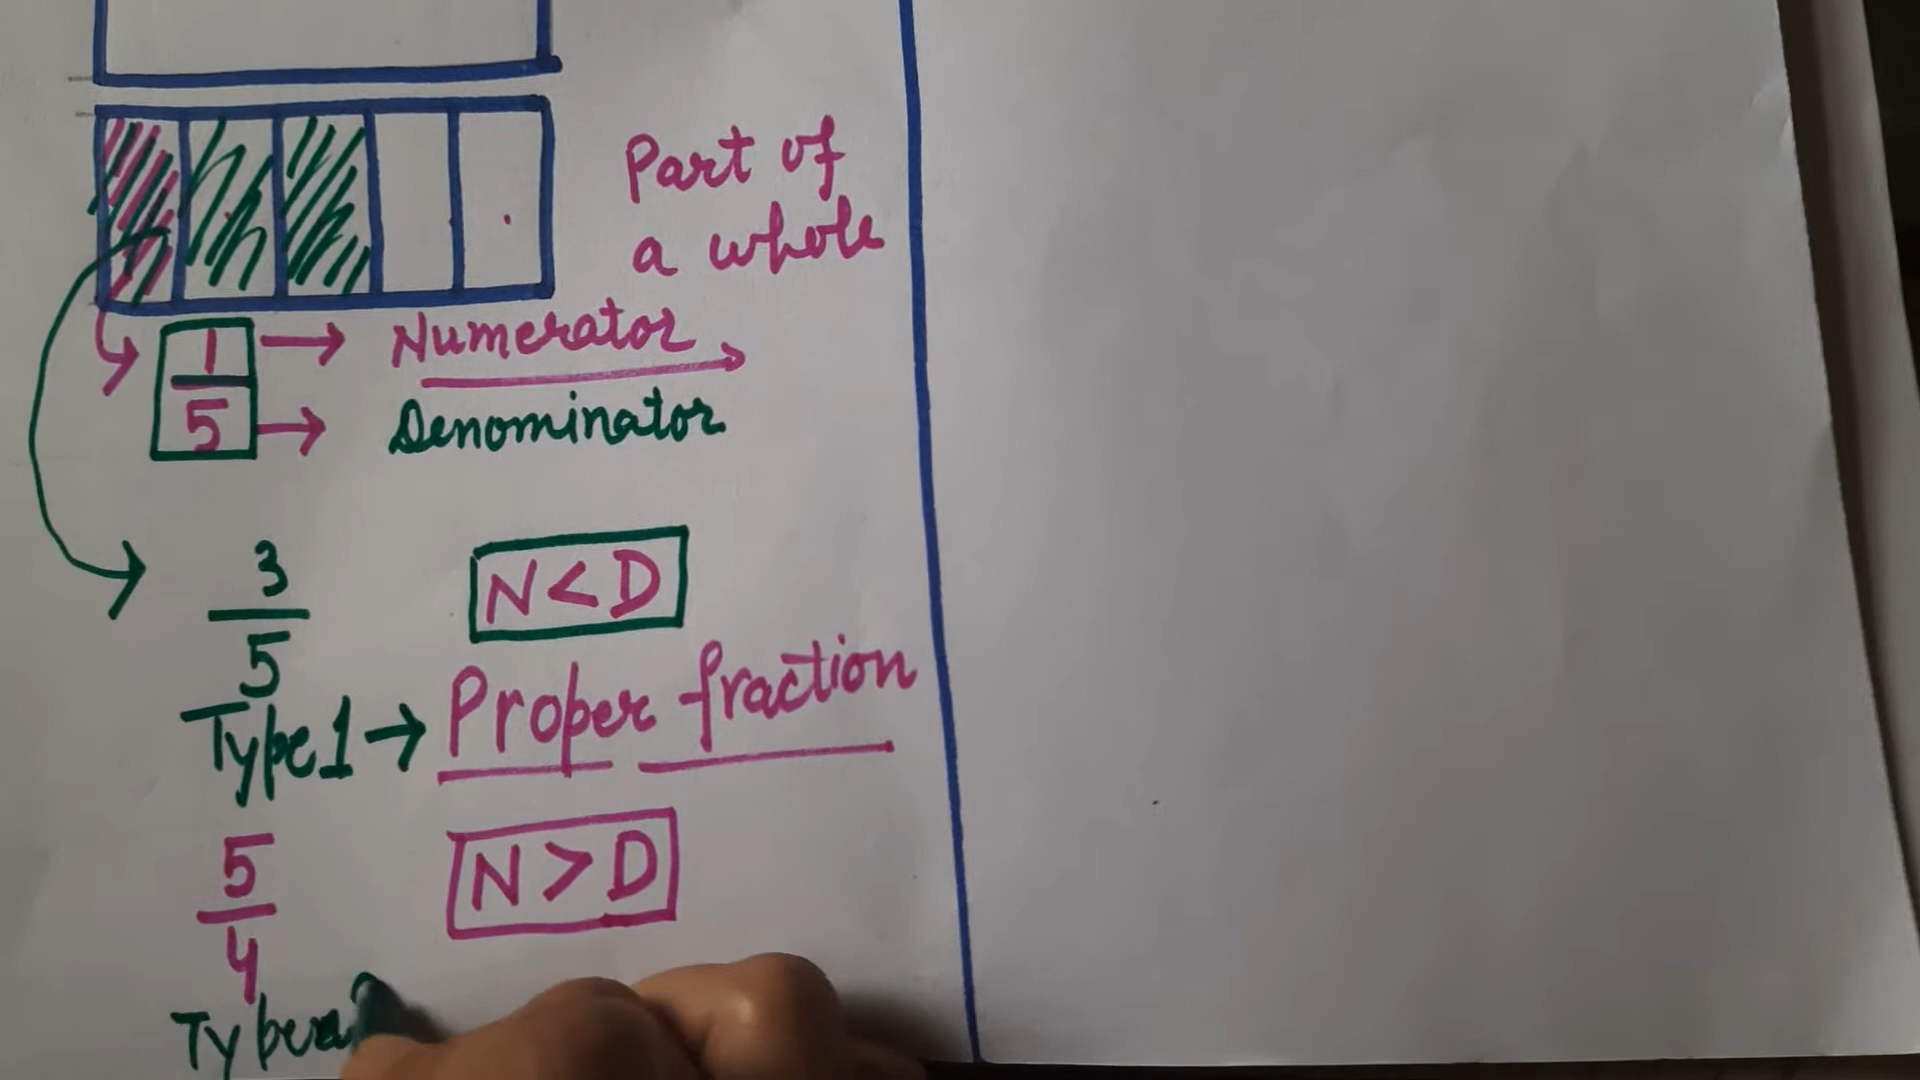 Part of
a whole
1 → Numerator
5 → Denominator
3
5
N<D
Type 1 → Proper fraction
5
4
N>D